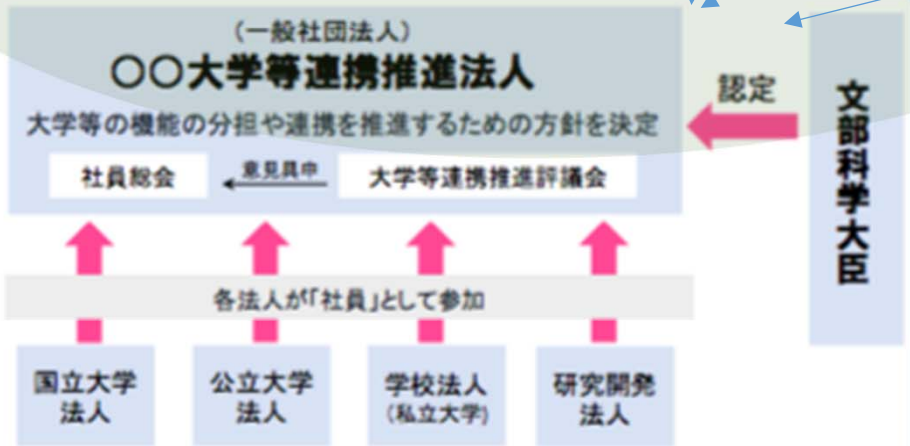 (一般社団法人)
〇〇大学等連携推進法人
大学等の機能の分担や連携を推進するための方針を決定
認定
文部科学大臣
社員総会
意見具申
大学等連携推進評議会
各法人が「社員」として参加
国立大学
法人
公立大学
法人
学校法人
(私立大学)
研究開発
法人